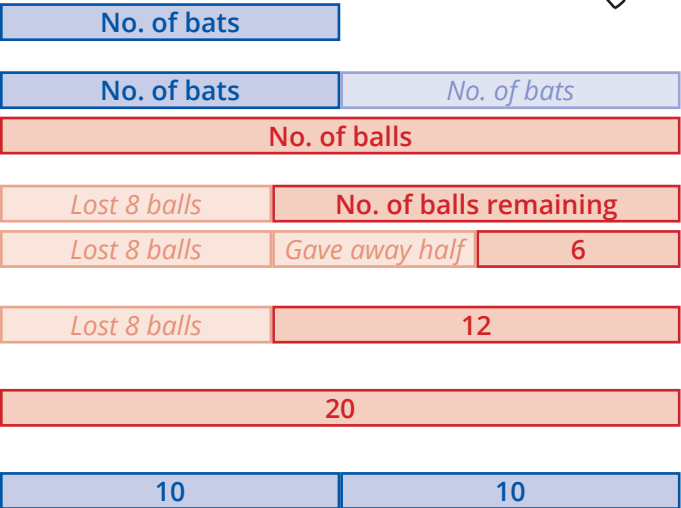 No. of bats
No. of bats No. of bats
No. of balls
Lost 8 balls No. of balls remaining
Lost 8 balls Gave away half 6
Lost 8 balls 12
20
10 10